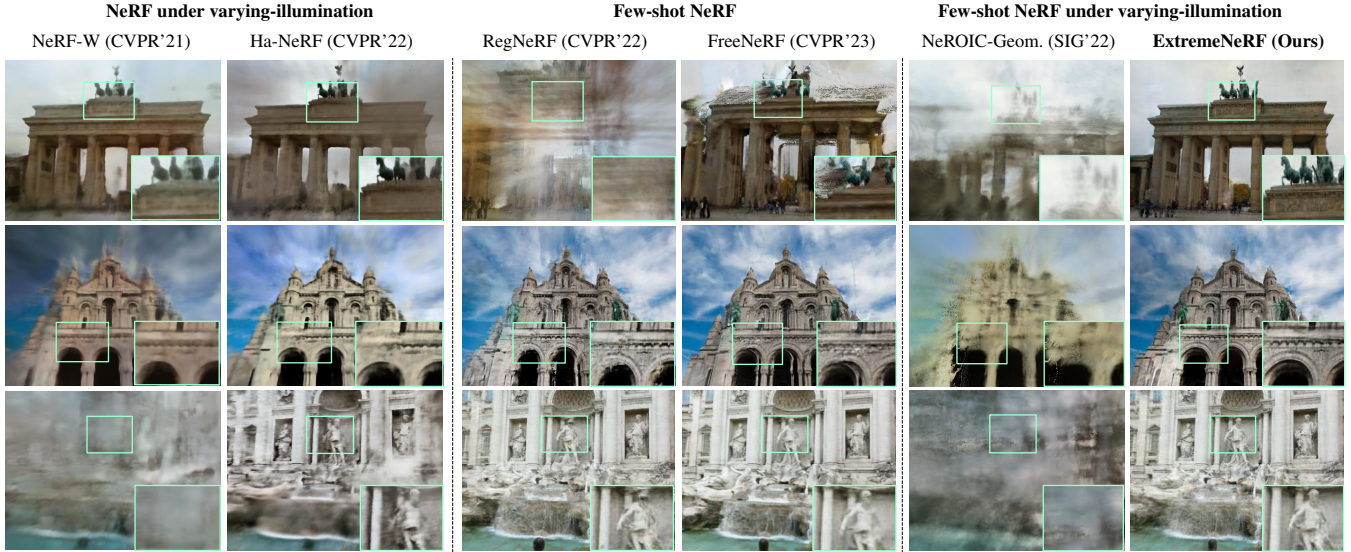 NeRF under varying-illumination
Few-shot NeRF
Few-shot NeRF under varying-illumination
NeRF-W (CVPR’21)
Ha-NeRF (CVPR’22)
RegNeRF (CVPR’22)
FreeNeRF (CVPR’23)
NeROIC-Geom. (SIG’22)
ExtremeNeRF (Ours)